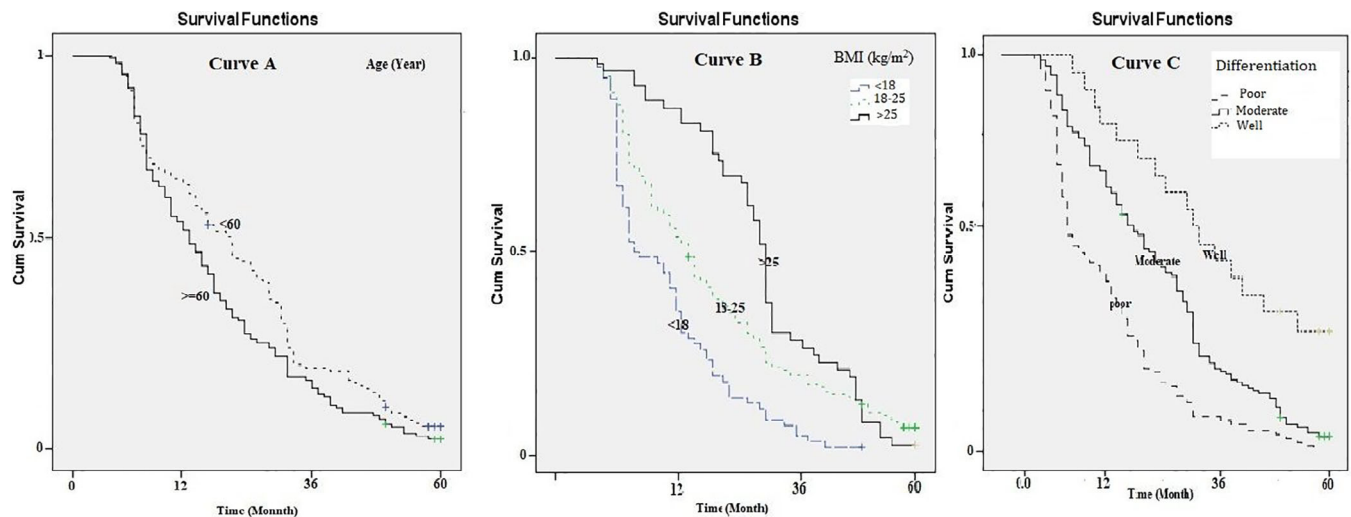 Survival Functions
Curve A
Age (Year)
1
0.5
0
<60
>=60
Cum Survival
0
12
36
60
Time (Monnth)
Survival Functions
Curve B
BMI (kg/m²)
<18
18-25
>25
1.0
0.5
0
>25
18-25
<18
Cum Survival
12
36
60
Time (Month)
Survival Functions
Curve C
Differentiation
Poor
Moderate
Well
1.0
0.5
0
Well
Moderate
poor
Cum Survival
0.0
12
36
60
Time (Month)